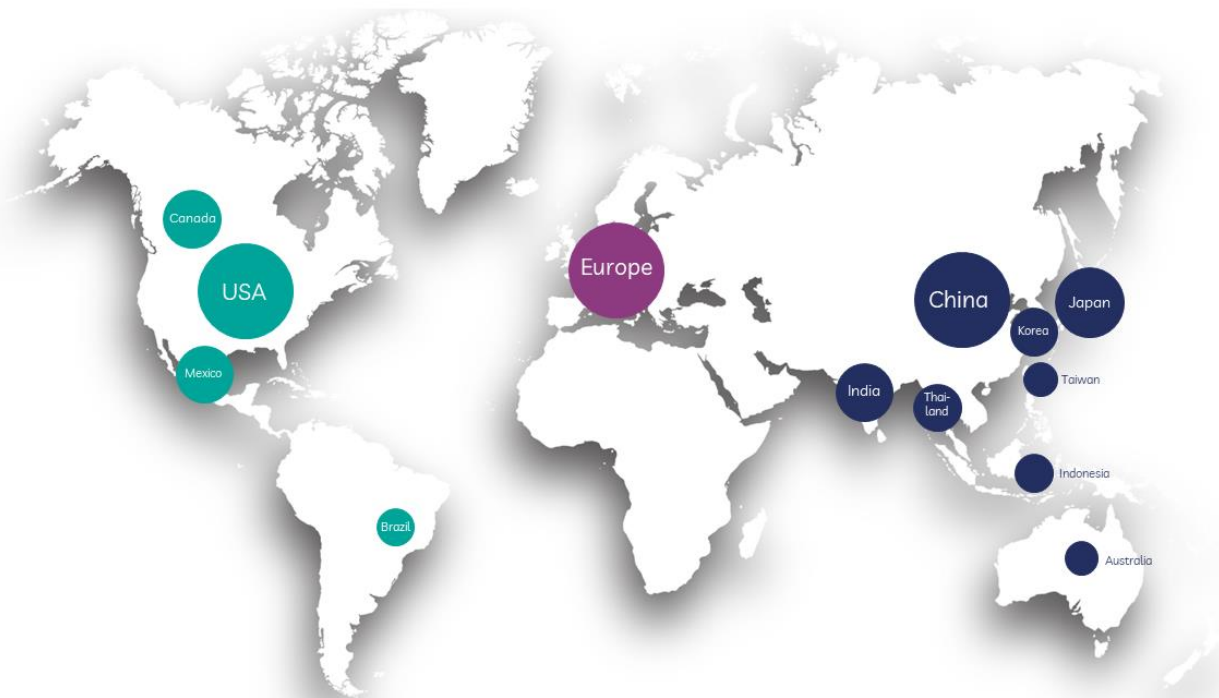 Canada
USA
Mexico
Brazil
Europe
China
Japan
Korea
Taiwan
India
Thai-
land
Indonesia
Australia